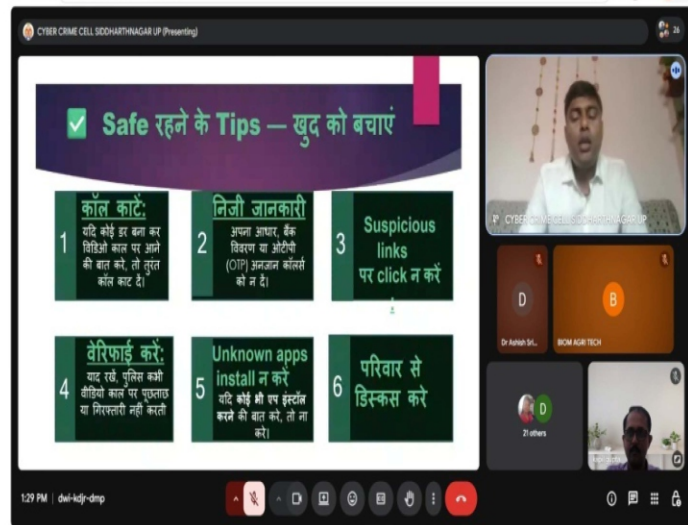 CYBER CRIME CELL SIDDHARTHNAGAR UP (Presenting)
26
Safe रहने के Tips — खुद को बचाएं
1
कॉल काटें:
यदि कोई डर बना कर
विडिओ काल पर आने
की बात करे, तो तुरंत
कॉल काट दे।
2
निजी जानकारी
अपना आधार, बैंक
विवरण या ओटीपी
(OTP) अनजान कॉलर्स
को न दे।
3
Suspicious
links
पर click न करें
4
वेरिफाई करें:
याद रखें, पुलिस कभी
वीडियो काल पर पूछताछ
या गिरफ्तारी नहीं करती
5
Unknown apps
install न करें
यदि कोई भी एप इंस्टॉल
करने की बात करे, तो ना
करे।
6
परिवार से
डिस्कस करे
CYBER CRIME CELL SIDDHARTHNAGAR UP
D
Dr Ashish Sri...
B
BIOM AGRI TECH
D
21 others
1:29 PM | dwi-kdjr-dmp